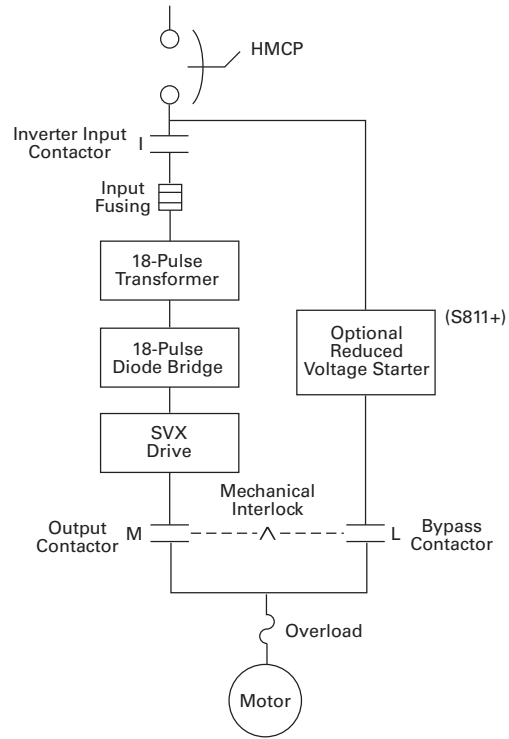 HMCP
Inverter Input
Contactor
I
Input
Fusing
18-Pulse
Transformer
18-Pulse
Diode Bridge
SVX
Drive
(S811+)
Optional
Reduced
Voltage Starter
Mechanical
Interlock
Output
Contactor
M
L
Bypass
Contactor
Overload
Motor